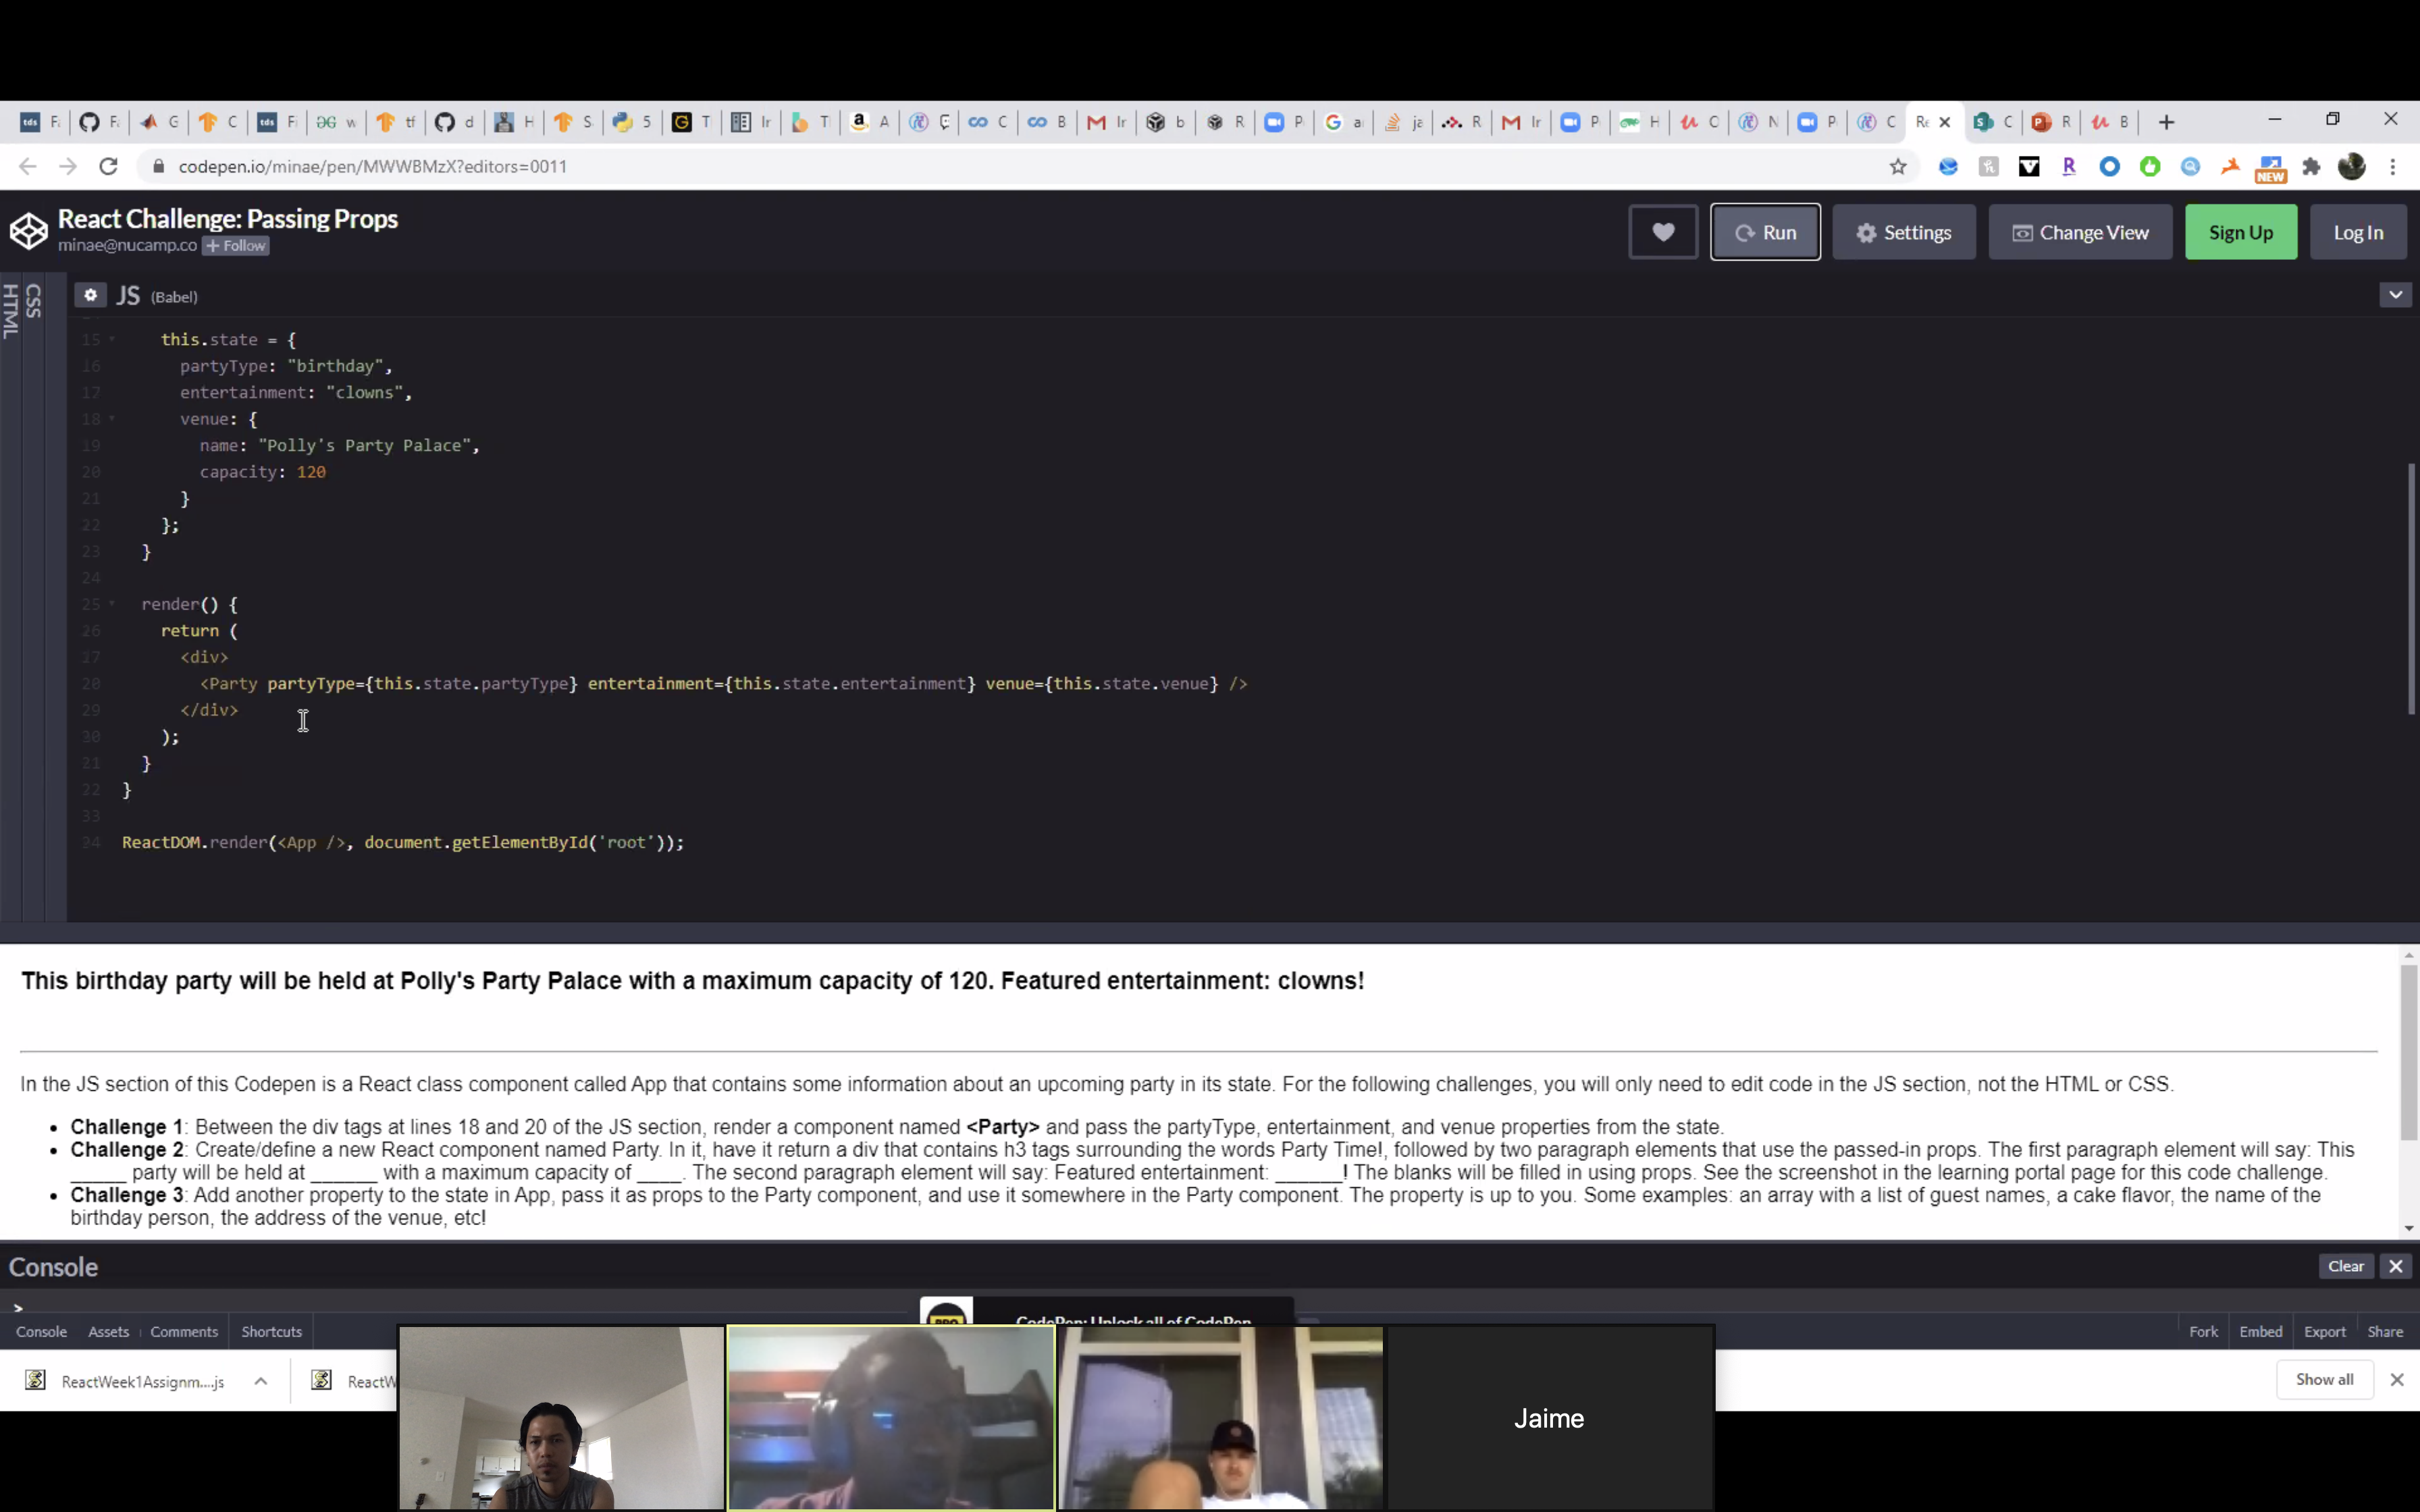 F
F
G
C
F
w
tf
d
H
S
5
T
Ir
T
A
Ç
C
B
Ir
b
R
P
a
ja
R
Ir
P
H
C
N
P
C
Re
C
R
B
codepen.io/minae/pen/MWWBMzX?editors=0011
NEW
React Challenge: Passing Props
minae@nucamp.co + Follow
Run
Settings
Change View
Sign Up
Log In
HTML
CSS
JS (Babel)
15 this.state = {
16 partyType: "birthday",
17 entertainment: "clowns",
18 venue: {
19 name: "Polly's Party Palace",
20 capacity: 120
21 }
22 };
23 }
24
25 render() {
26 return (
27 <div>
28 <Party partyType={this.state.partyType} entertainment={this.state.entertainment} venue={this.state.venue} />
29 </div>
30 );
31 }
32 }
33
34 ReactDOM.render(<App />, document.getElementById('root'));
This birthday party will be held at Polly's Party Palace with a maximum capacity of 120. Featured entertainment: clowns!
In the JS section of this Codepen is a React class component called App that contains some information about an upcoming party in its state. For the following challenges, you will only need to edit code in the JS section, not the HTML or CSS.
• Challenge 1: Between the div tags at lines 18 and 20 of the JS section, render a component named <Party> and pass the partyType, entertainment, and venue properties from the state.
• Challenge 2: Create/define a new React component named Party. In it, have it return a div that contains h3 tags surrounding the words Party Time!, followed by two paragraph elements that use the passed-in props. The first paragraph element will say: This
_____ party will be held at ______ with a maximum capacity of ____. The second paragraph element will say: Featured entertainment: ______! The blanks will be filled in using props. See the screenshot in the learning portal page for this code challenge.
• Challenge 3: Add another property to the state in App, pass it as props to the Party component, and use it somewhere in the Party component. The property is up to you. Some examples: an array with a list of guest names, a cake flavor, the name of the
birthday person, the address of the venue, etc!
Console
Clear
>
PRO
CodePen: Unlock all of CodePen
Console Assets Comments Shortcuts
Fork Embed Export Share
ReactWeek1Assignm....js
ReactW
Show all
Jaime